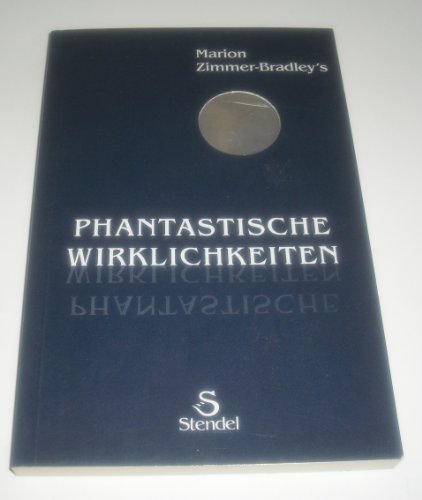 Marion
Zimmer-Bradley's
PHANTASTISCHE
WIRKLICHKEITEN
WIRKLICHKEITEN
PHANTASTISCHE
S
Stendel